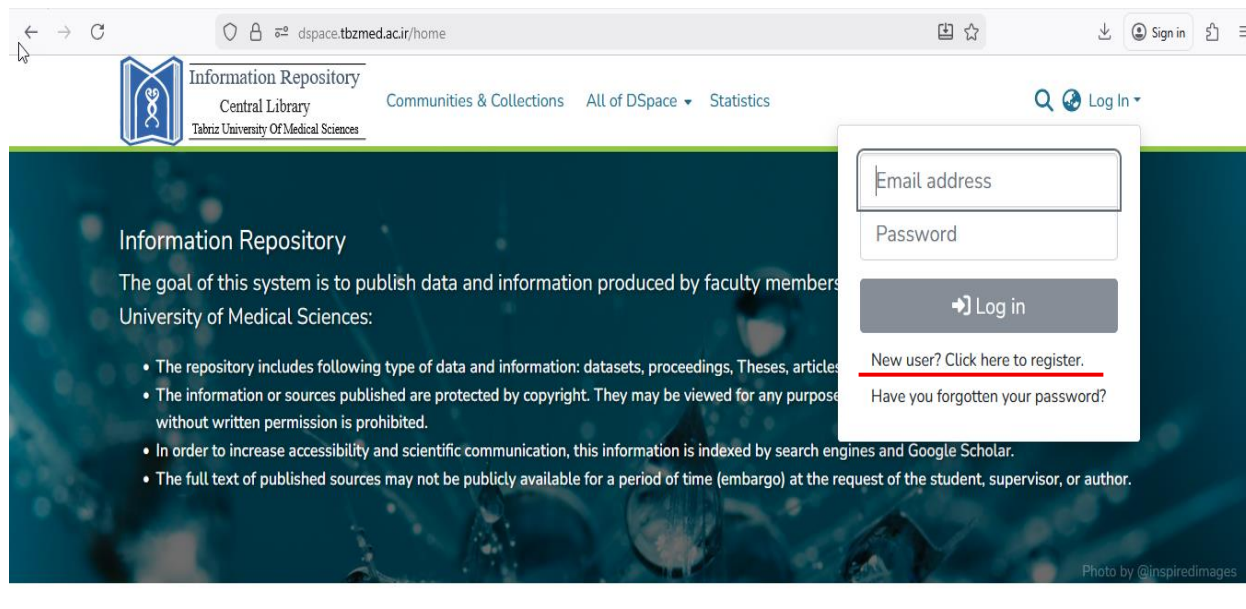 dspace.tbzmed.ac.ir/home
Sign in
Information Repository
Central Library
Tabriz University Of Medical Sciences
Communities & Collections
All of DSpace
Statistics
Log In
Email address
Password
Log in
New user? Click here to register.
Have you forgotten your password?
Information Repository
The goal of this system is to publish data and information produced by faculty members
University of Medical Sciences:
• The repository includes following type of data and information: datasets, proceedings, Theses, articles
• The information or sources published are protected by copyright. They may be viewed for any purpose
without written permission is prohibited.
• In order to increase accessibility and scientific communication, this information is indexed by search engines and Google Scholar.
• The full text of published sources may not be publicly available for a period of time (embargo) at the request of the student, supervisor, or author.
Photo by @inspiredimages